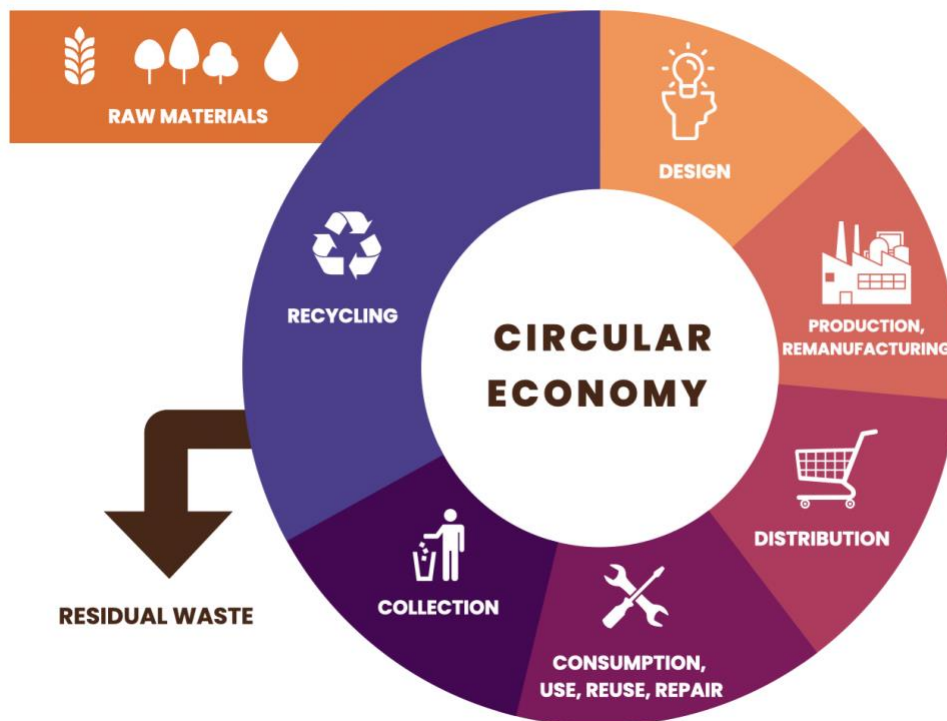 RAW MATERIALS
DESIGN
PRODUCTION,
REMANUFACTURING
DISTRIBUTION
CONSUMPTION,
USE, REUSE, REPAIR
COLLECTION
RECYCLING
RESIDUAL WASTE
CIRCULAR
ECONOMY